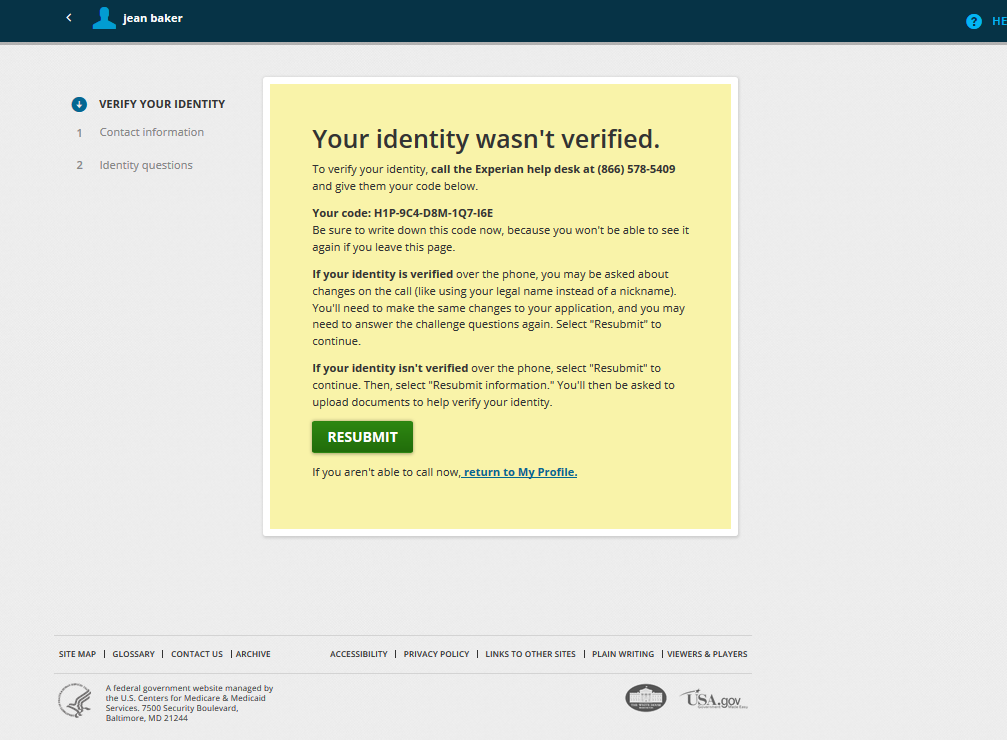 jean baker
? HE
VERIFY YOUR IDENTITY
1 Contact information
2 Identity questions
Your identity wasn't verified.
To verify your identity, call the Experian help desk at (866) 578-5409
and give them your code below.
Your code: H1P-9C4-D8M-1Q7-I6E
Be sure to write down this code now, because you won't be able to see it
again if you leave this page.
If your identity is verified over the phone, you may be asked about
changes on the call (like using your legal name instead of a nickname).
You'll need to make the same changes to your application, and you may
need to answer the challenge questions again. Select "Resubmit" to
continue.
If your identity isn't verified over the phone, select "Resubmit" to
continue. Then, select "Resubmit information." You'll then be asked to
upload documents to help verify your identity.
RESUBMIT
If you aren't able to call now, return to My Profile.
SITE MAP | GLOSSARY | CONTACT US | ARCHIVE
ACCESSIBILITY | PRIVACY POLICY | LINKS TO OTHER SITES | PLAIN WRITING | VIEWERS & PLAYERS
A federal government website managed by
the U.S. Centers for Medicare & Medicaid
Services. 7500 Security Boulevard,
Baltimore, MD 21244
USA.gov